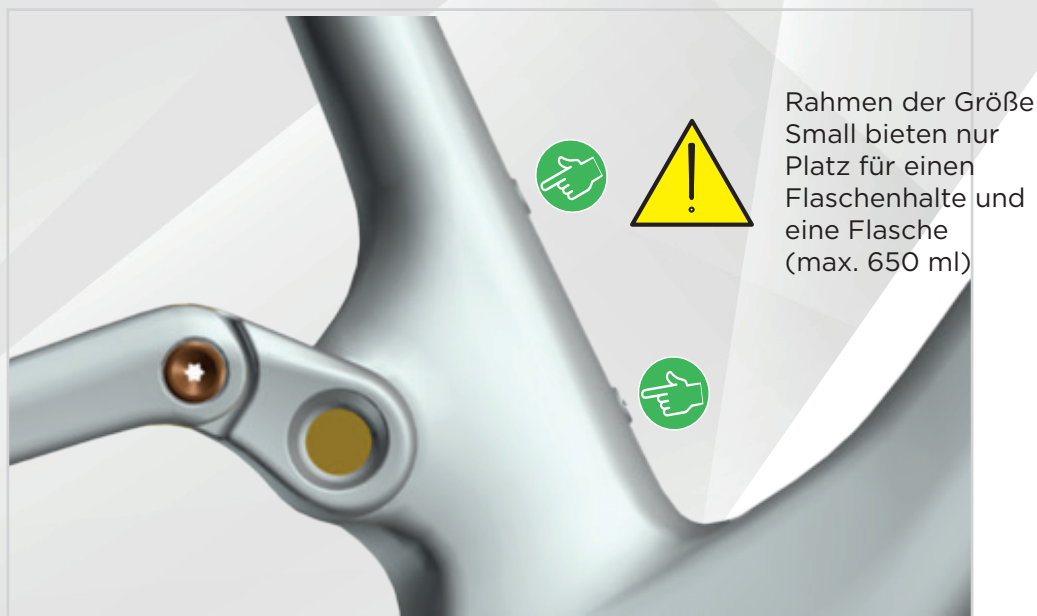 Rahmen der Größe
Small bieten nur
Platz für einen
Flaschenhalte und
eine Flasche
(max. 650 ml)